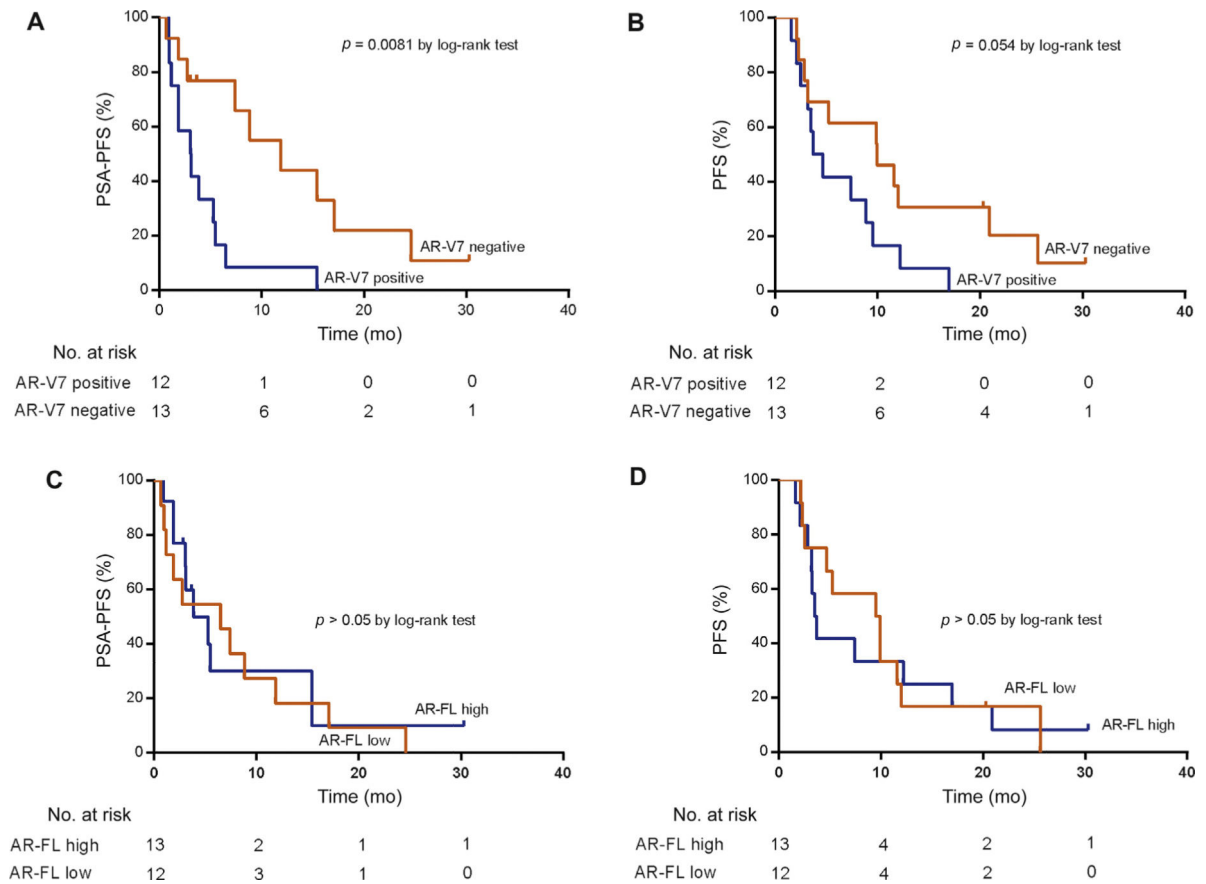 A
p = 0.0081 by log-rank test
PSA-PFS (%)
100
80
60
40
20
0
AR-V7 negative
AR-V7 positive
0 10 20 30 40
Time (mo)
No. at risk
AR-V7 positive 12 1 0 0
AR-V7 negative 13 6 2 1
B
p = 0.054 by log-rank test
PFS (%)
100
80
60
40
20
0
AR-V7 negative
AR-V7 positive
0 10 20 30 40
Time (mo)
No. at risk
AR-V7 positive 12 2 0 0
AR-V7 negative 13 6 4 1
C
p > 0.05 by log-rank test
PSA-PFS (%)
100
80
60
40
20
0
AR-FL high
AR-FL low
0 10 20 30 40
Time (mo)
No. at risk
AR-FL high 13 2 1 1
AR-FL low 12 3 1 0
D
p > 0.05 by log-rank test
PFS (%)
100
80
60
40
20
0
AR-FL low
AR-FL high
0 10 20 30 40
Time (mo)
No. at risk
AR-FL high 13 4 2 1
AR-FL low 12 4 2 0